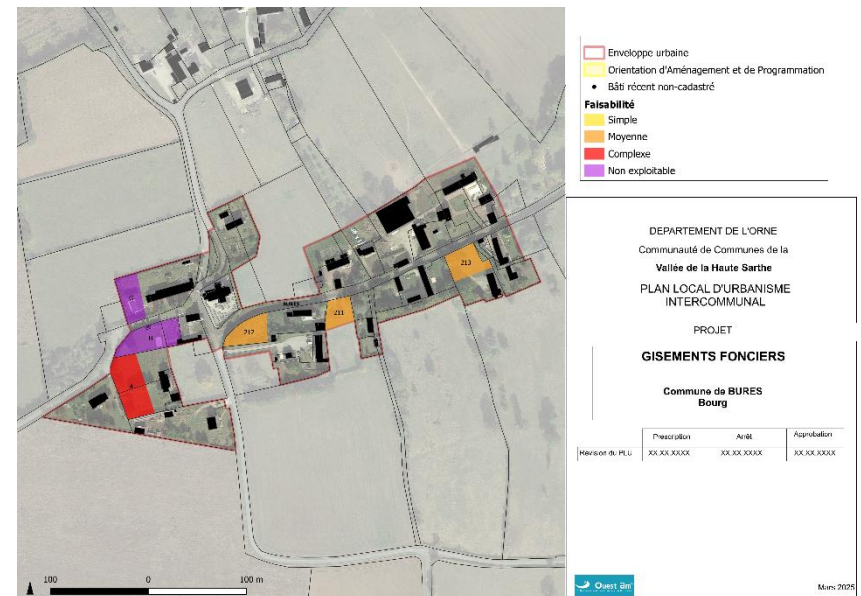 Enveloppe urbaine
Orientation d'Aménagement et de Programmation
Bâti récent non-cadastré
Faisabilité
Simple
Moyenne
Complexe
Non exploitable
DEPARTEMENT DE L'ORNE
Communauté de Communes de la
Vallée de la Haute Sarthe
PLAN LOCAL D'URBANISME
INTERCOMMUNAL
PROJET
GISEMENTS FONCIERS
Commune de BURES
Bourg
Prescription Arrêt Approbation
Révision du PLU XX.XX.XXXX XX.XX.XXXX XX.XX.XXXX
Ouest am'
Mars 2025
213
211
212
BURES
100 0 100 m